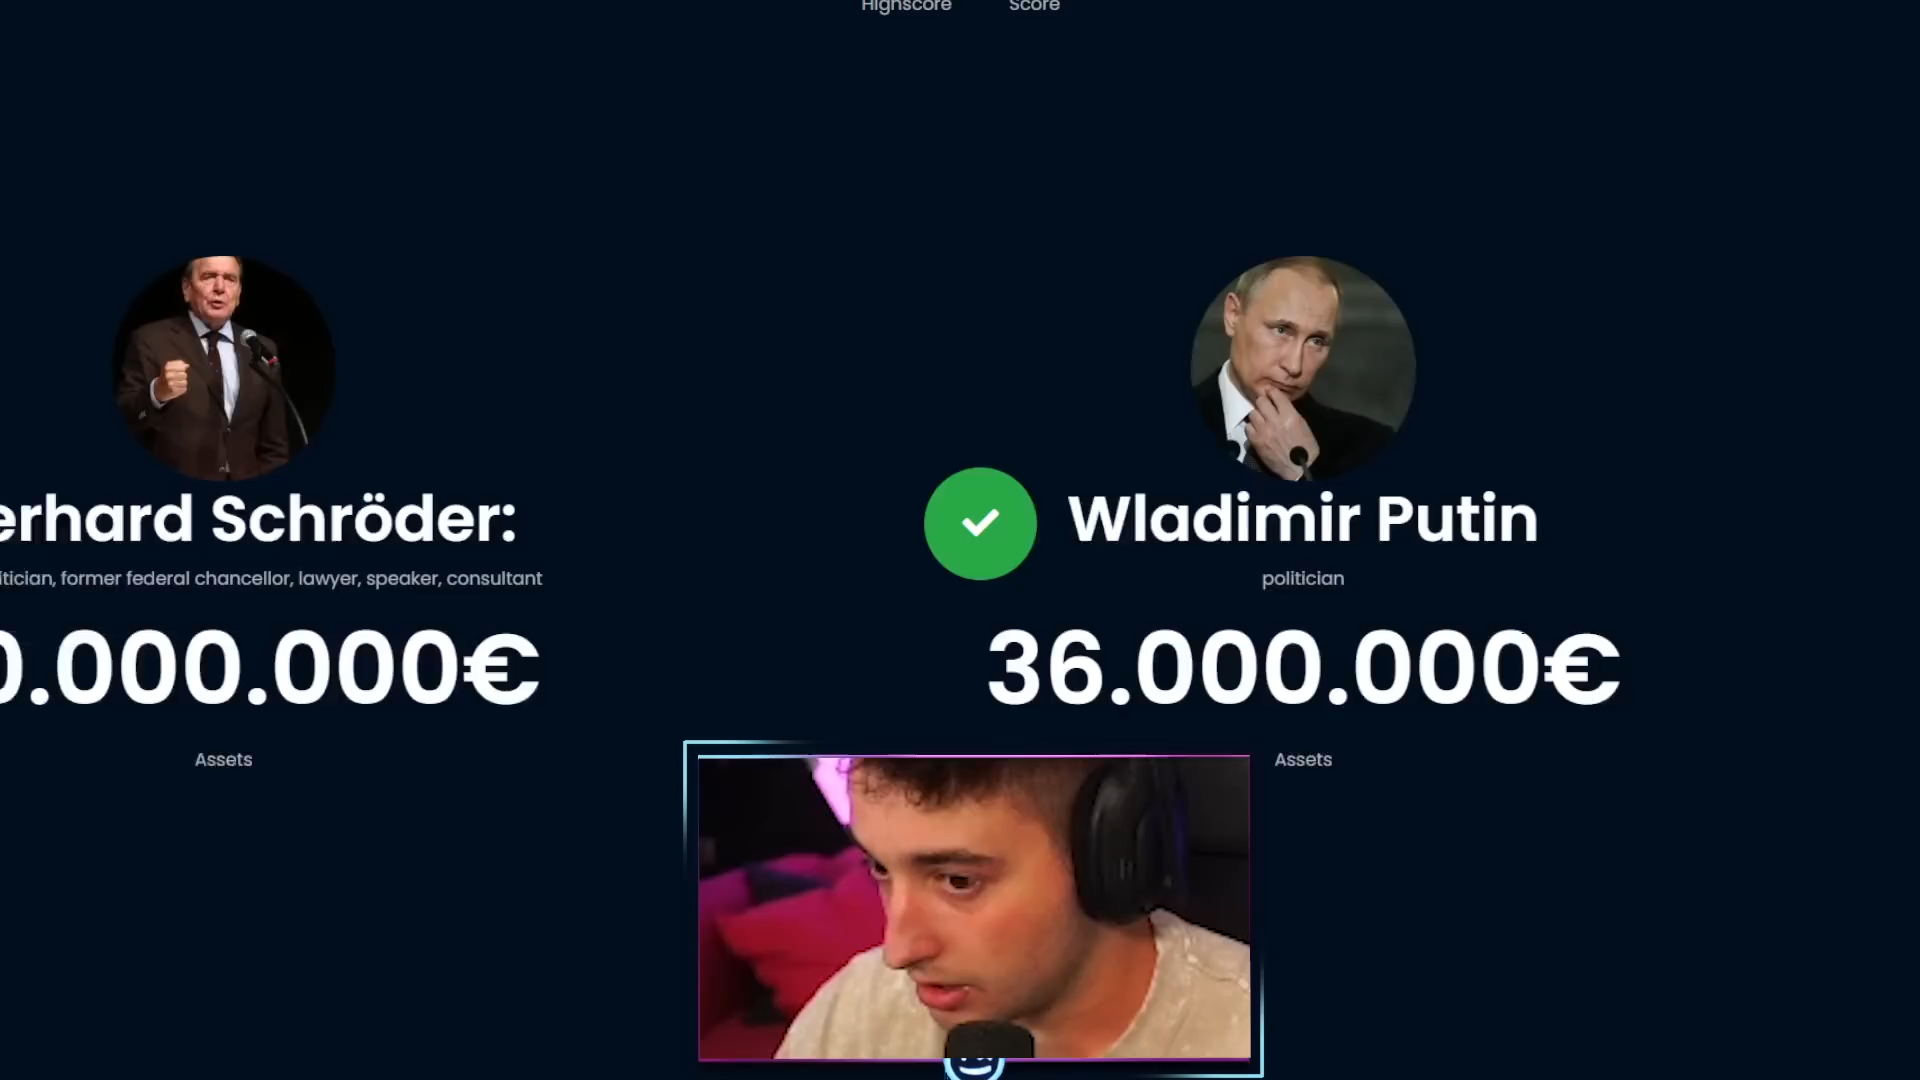 Highscore Score
erhard Schröder:
itician, former federal chancellor, lawyer, speaker, consultant
0.000.000€
Assets
Wladimir Putin
politician
36.000.000€
Assets